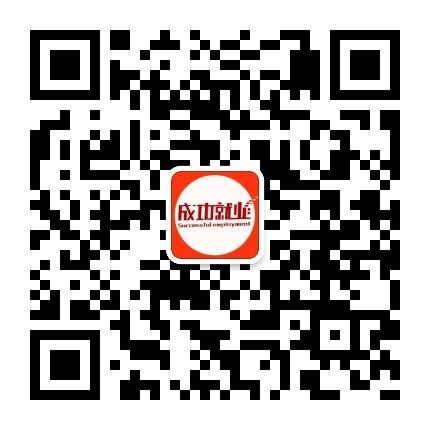 成功就业
Successful employment